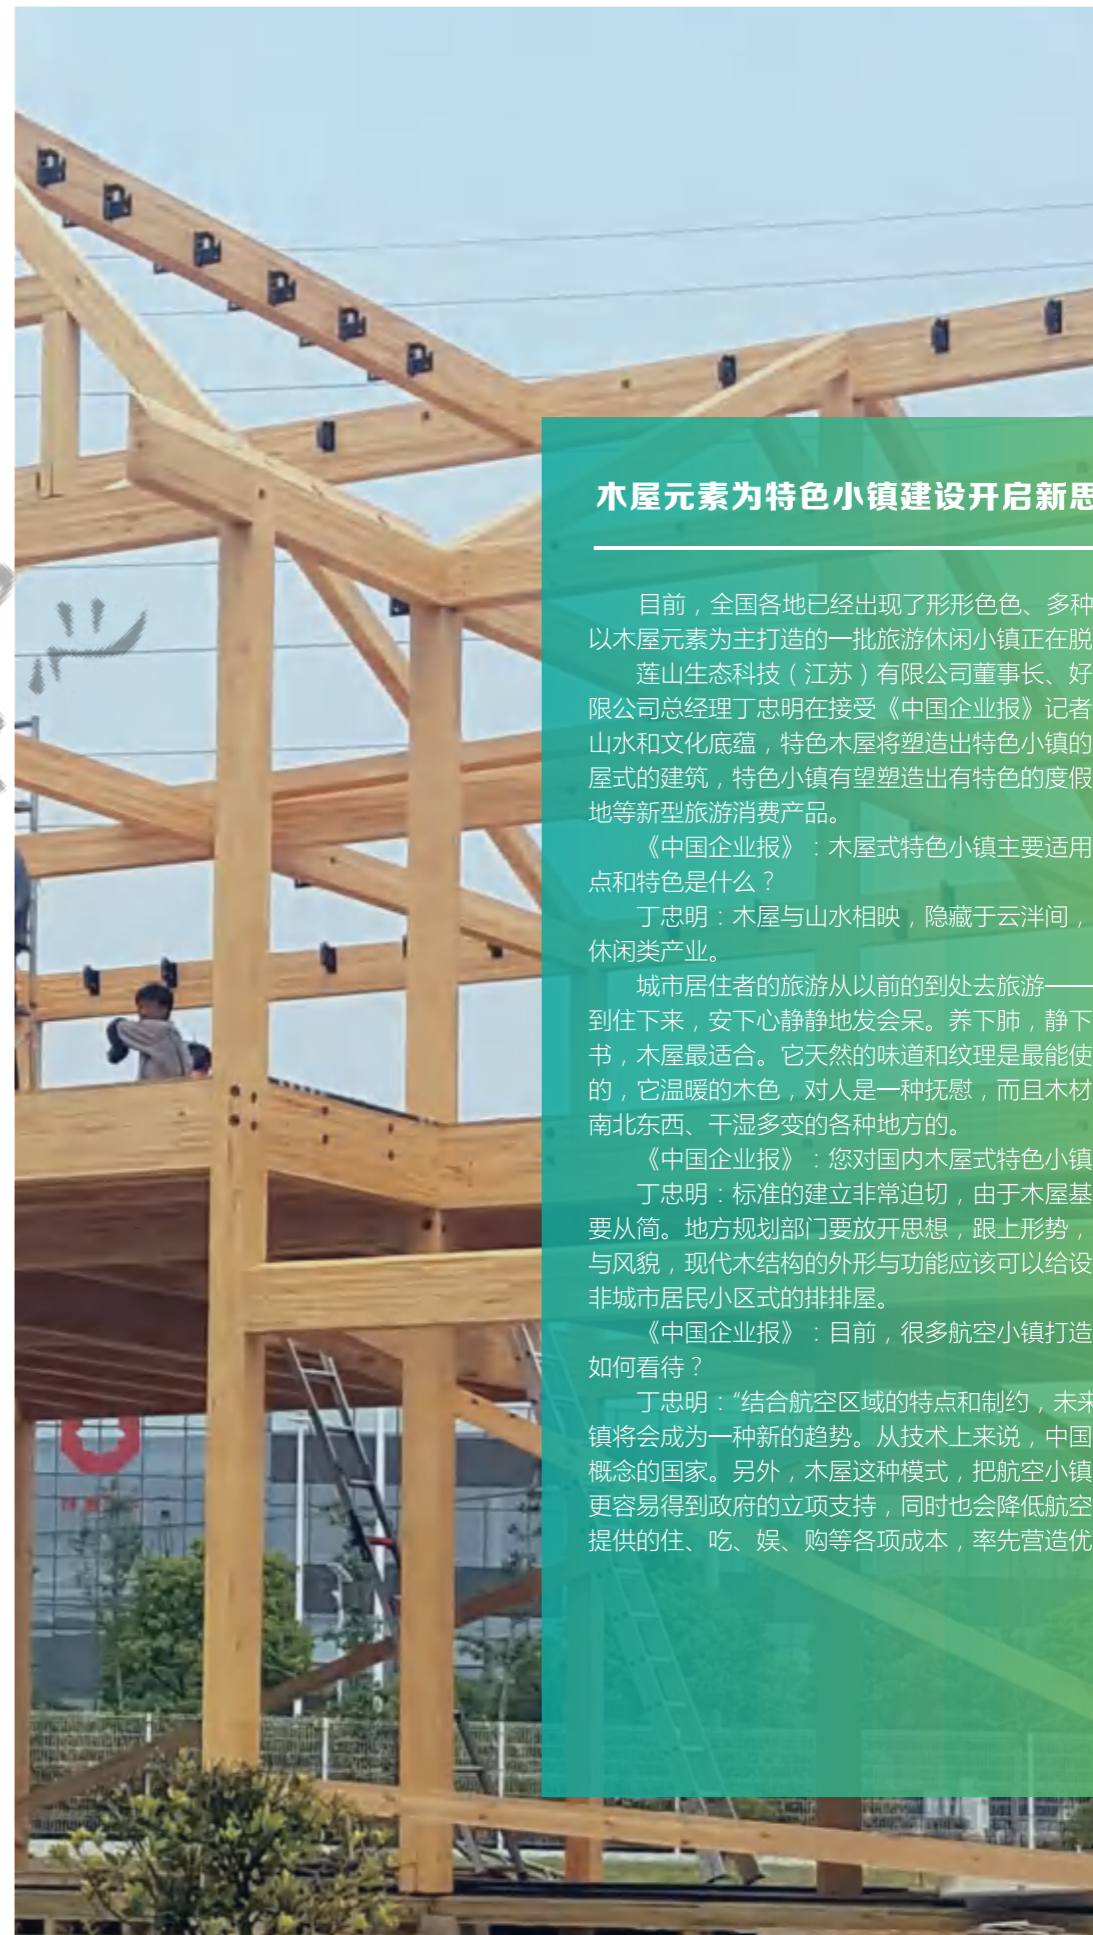 木屋元素为特色小镇建设开启新思
目前，全国各地已经出现了形形色色、多种
以木屋元素为主打造的一批旅游休闲小镇正在脱
莲山生态科技（江苏）有限公司董事长、好
限公司总经理丁忠明在接受《中国企业报》记者
山水和文化底蕴，特色木屋将塑造出特色小镇的
屋式的建筑，特色小镇有望塑造出有特色的度假
地等新型旅游消费产品。
《中国企业报》：木屋式特色小镇主要适用
点和特色是什么？
丁忠明：木屋与山水相映，隐藏于云泮间，
休闲类产业。
城市居住者的旅游从以前的到处去旅游——
到住下来，安下心静静地发会呆。养下肺，静下
书，木屋最适合。它天然的味道和纹理是最能使
的，它温暖的木色，对人是一种抚慰，而且木材
南北东西、干湿多变的各种地方的。
《中国企业报》：您对国内木屋式特色小镇
丁忠明：标准的建立非常迫切，由于木屋基
要从简。地方规划部门要放开思想，跟上形势，
与风貌，现代木结构的外形与功能应该可以给设
非城市居民小区式的排排屋。
《中国企业报》：目前，很多航空小镇打造
如何看待？
丁忠明：“结合航空区域的特点和制约，未来
镇将会成为一种新的趋势。从技术上来说，中国
概念的国家。另外，木屋这种模式，把航空小镇
更容易得到政府的立项支持，同时也会降低航空
提供的住、吃、娱、购等各项成本，率先营造优